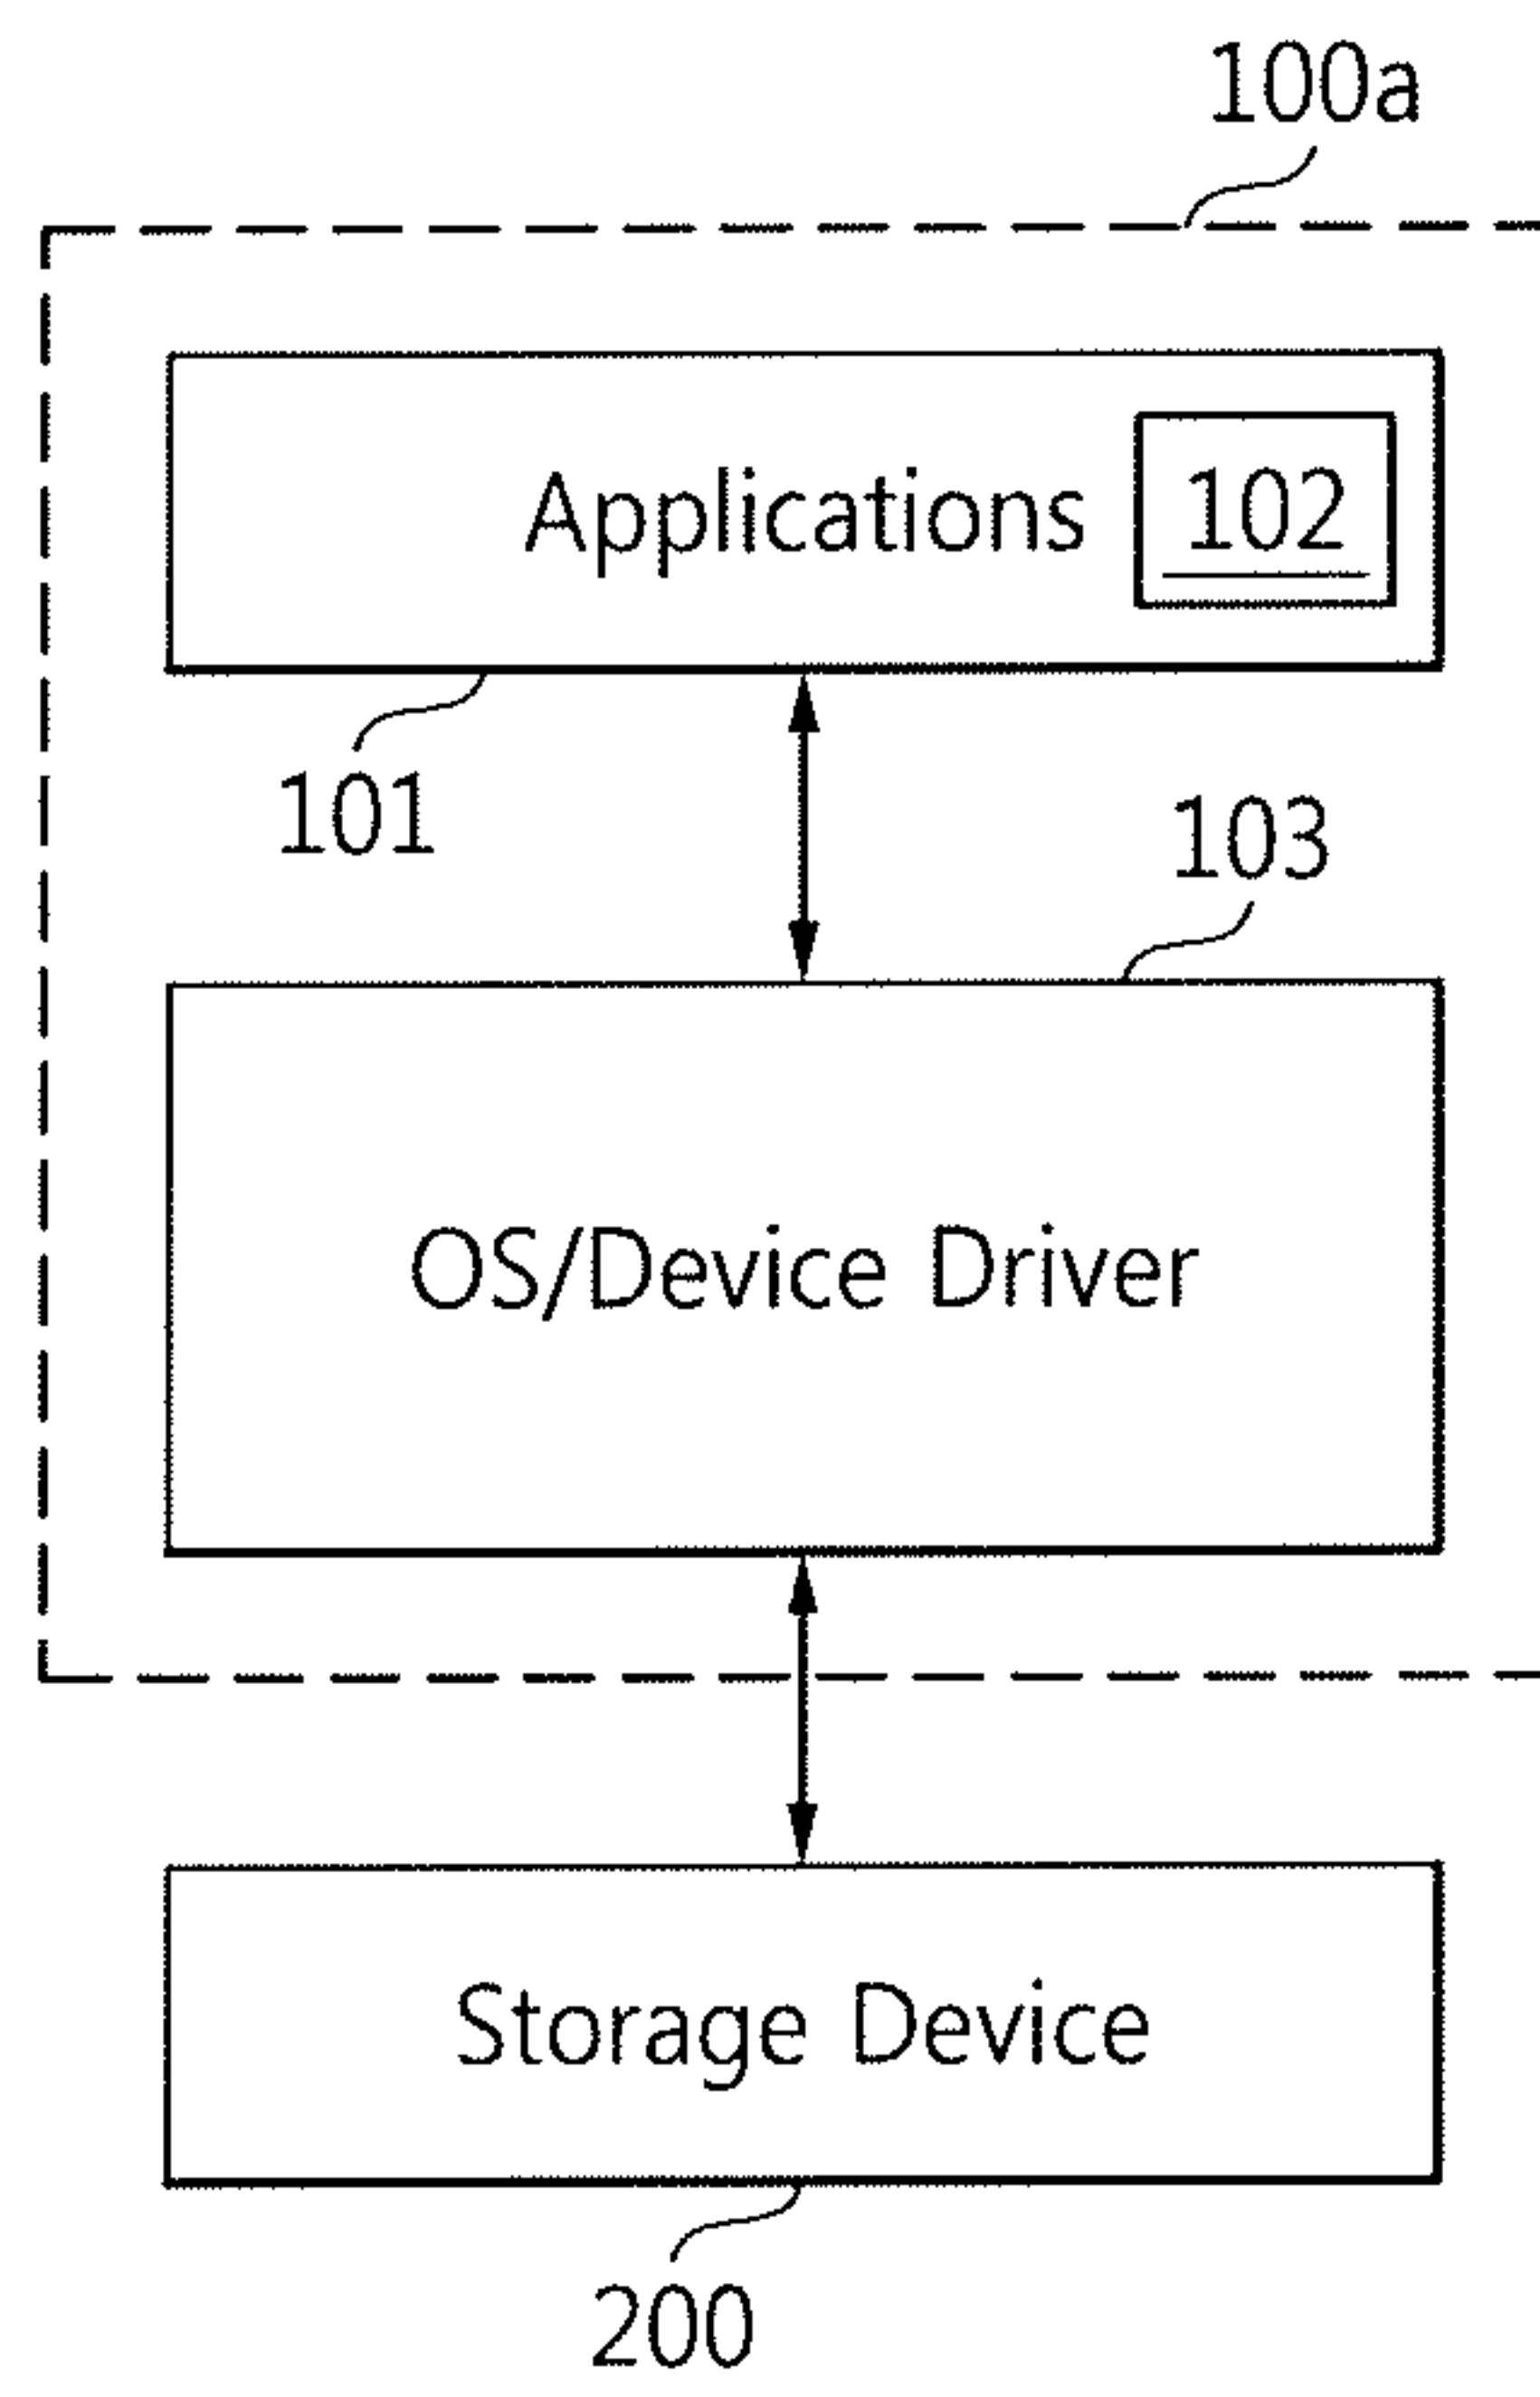 100a
Applications 102
101
103
OS/Device Driver
Storage Device
200